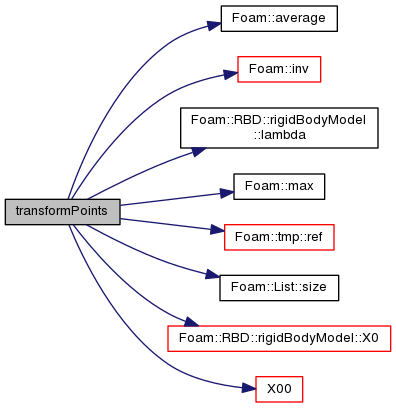 Foam::average
Foam::inv
Foam::RBD::rigidBodyModel
::lambda
Foam::max
transformPoints
Foam::tmp::ref
Foam::List::size
Foam::RBD::rigidBodyModel::X0
X00